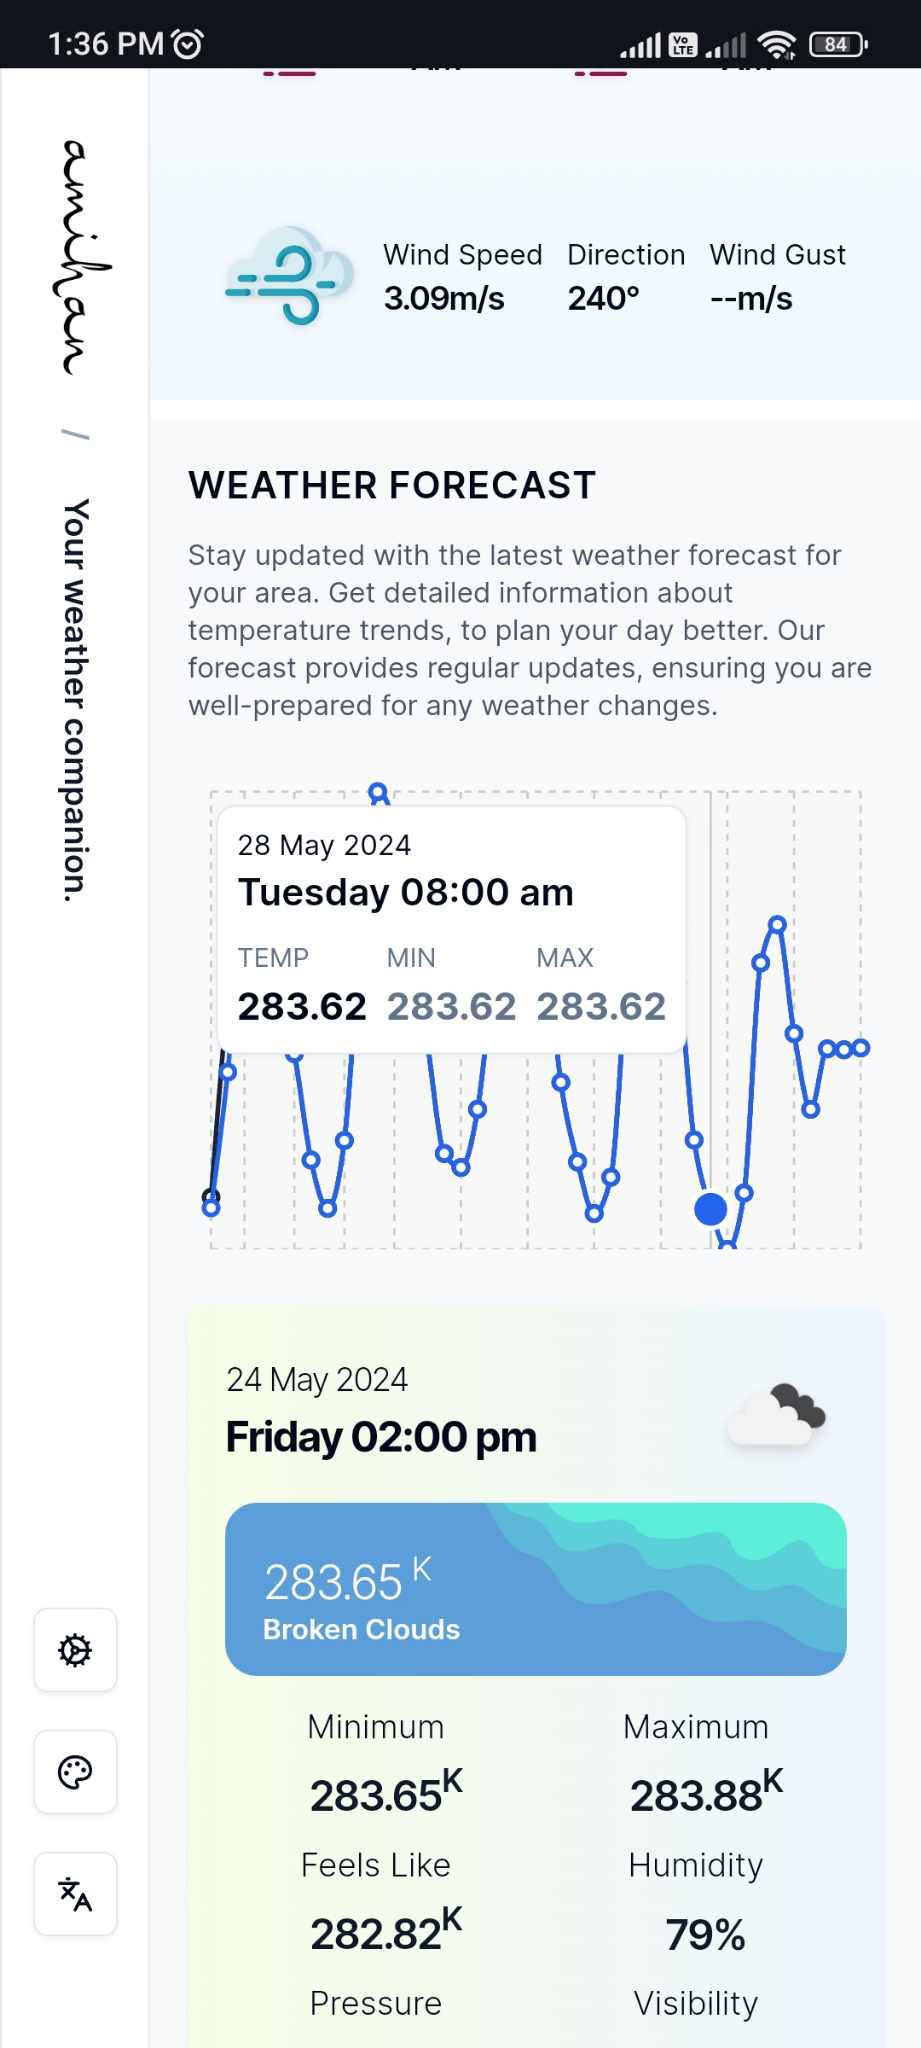 1:36 PM
Vo LTE
84
amihan
/
Your weather companion.
Wind Speed Direction Wind Gust
3.09m/s 240° --m/s
WEATHER FORECAST
Stay updated with the latest weather forecast for
your area. Get detailed information about
temperature trends, to plan your day better. Our
forecast provides regular updates, ensuring you are
well-prepared for any weather changes.
28 May 2024
Tuesday 08:00 am
TEMP MIN MAX
283.62 283.62 283.62
24 May 2024
Friday 02:00 pm
283.65 K
Broken Clouds
Minimum Maximum
283.65K 283.88K
Feels Like Humidity
282.82K 79%
Pressure Visibility